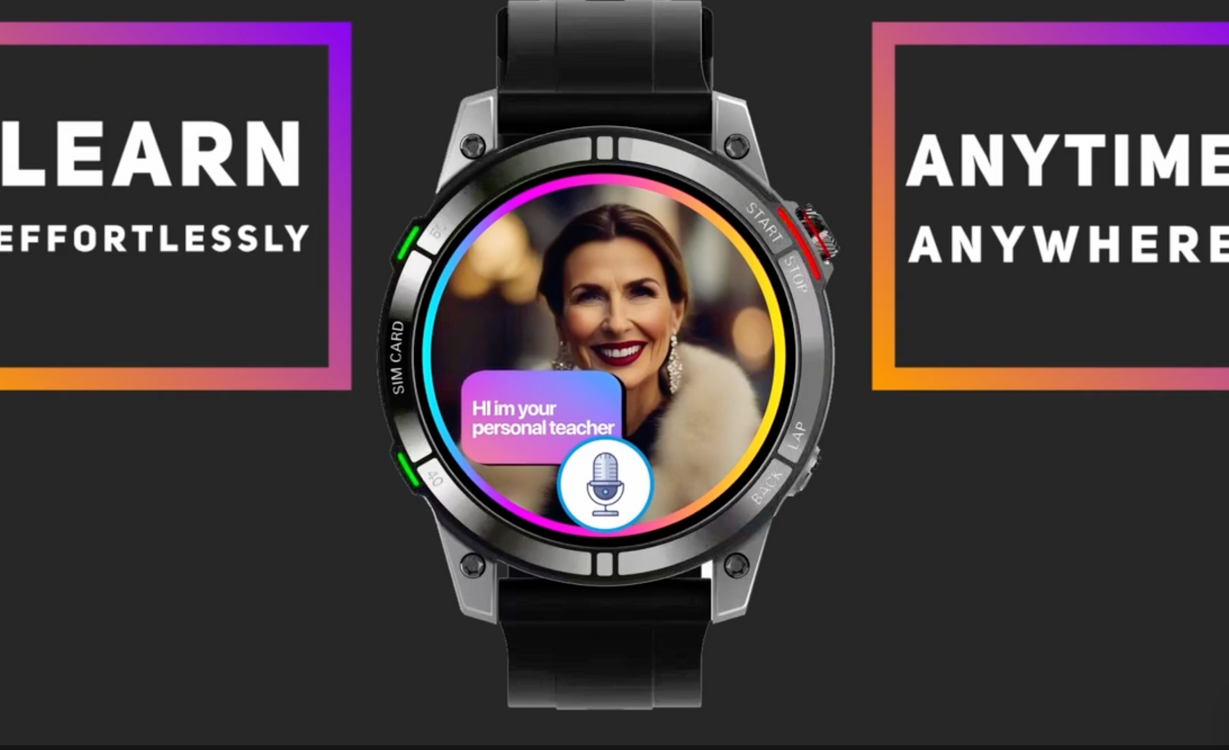 LEARN
EFFORTLESSLY
ANYTIME
ANYWHERE
START
STOP
SIM CARD
HI im your
personal teacher
LAP
40
BACK